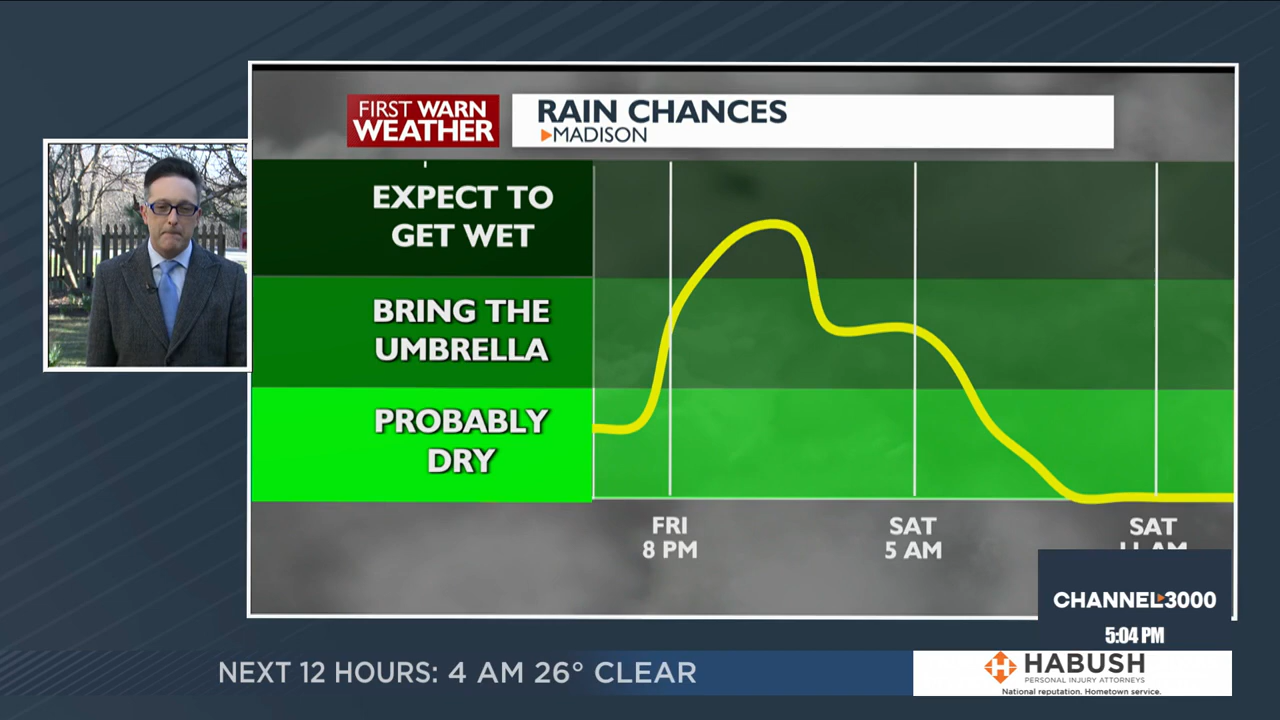 FIRST WARN
WEATHER
RAIN CHANCES
MADISON
EXPECT TO
GET WET
BRING THE
UMBRELLA
PROBABLY
DRY
FRI
8 PM
SAT
5 AM
SAT
11 AM
CHANNEL3000
5:04 PM
NEXT 12 HOURS: 4 AM 26° CLEAR
HABUSH
PERSONAL INJURY ATTORNEYS
National reputation. Hometown service.